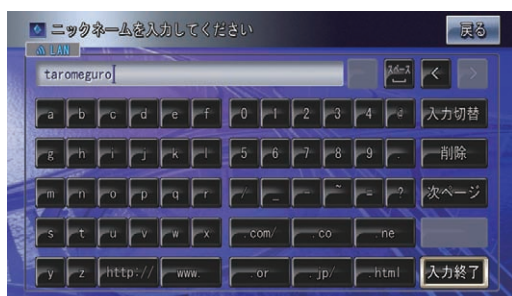 ニックネームを入力してください 戻る
LAN
taromeguro スペース <  >
a b c d e f 0 1 2 3 4 @ 入力切替
g h i j k l 5 6 7 8 9 . 削除
m n o p q r / _ - ~ = ? 次ページ
s t u v w x .com/ .co .ne
y z http:// www. .or .jp/ .html 入力終了